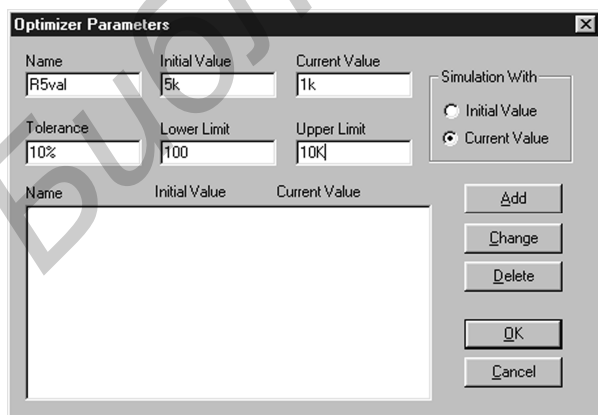 Optimizer Parameters
Name Initial Value Current Value
R5val 5k 1k
Simulation With
Initial Value
Current Value
Tolerance Lower Limit Upper Limit
10% 100 10K
Name Initial Value Current Value
Add
Change
Delete
OK
Cancel